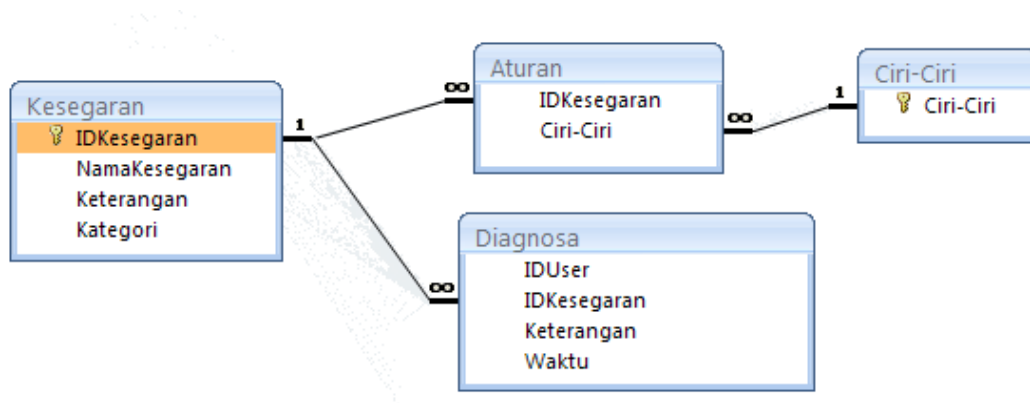 Kesegaran
IDKesegaran
NamaKesegaran
Keterangan
Kategori
1
∞
∞
Aturan
IDKesegaran
Ciri-Ciri
∞
1
Ciri-Ciri
Ciri-Ciri
Diagnosa
IDUser
IDKesegaran
Keterangan
Waktu